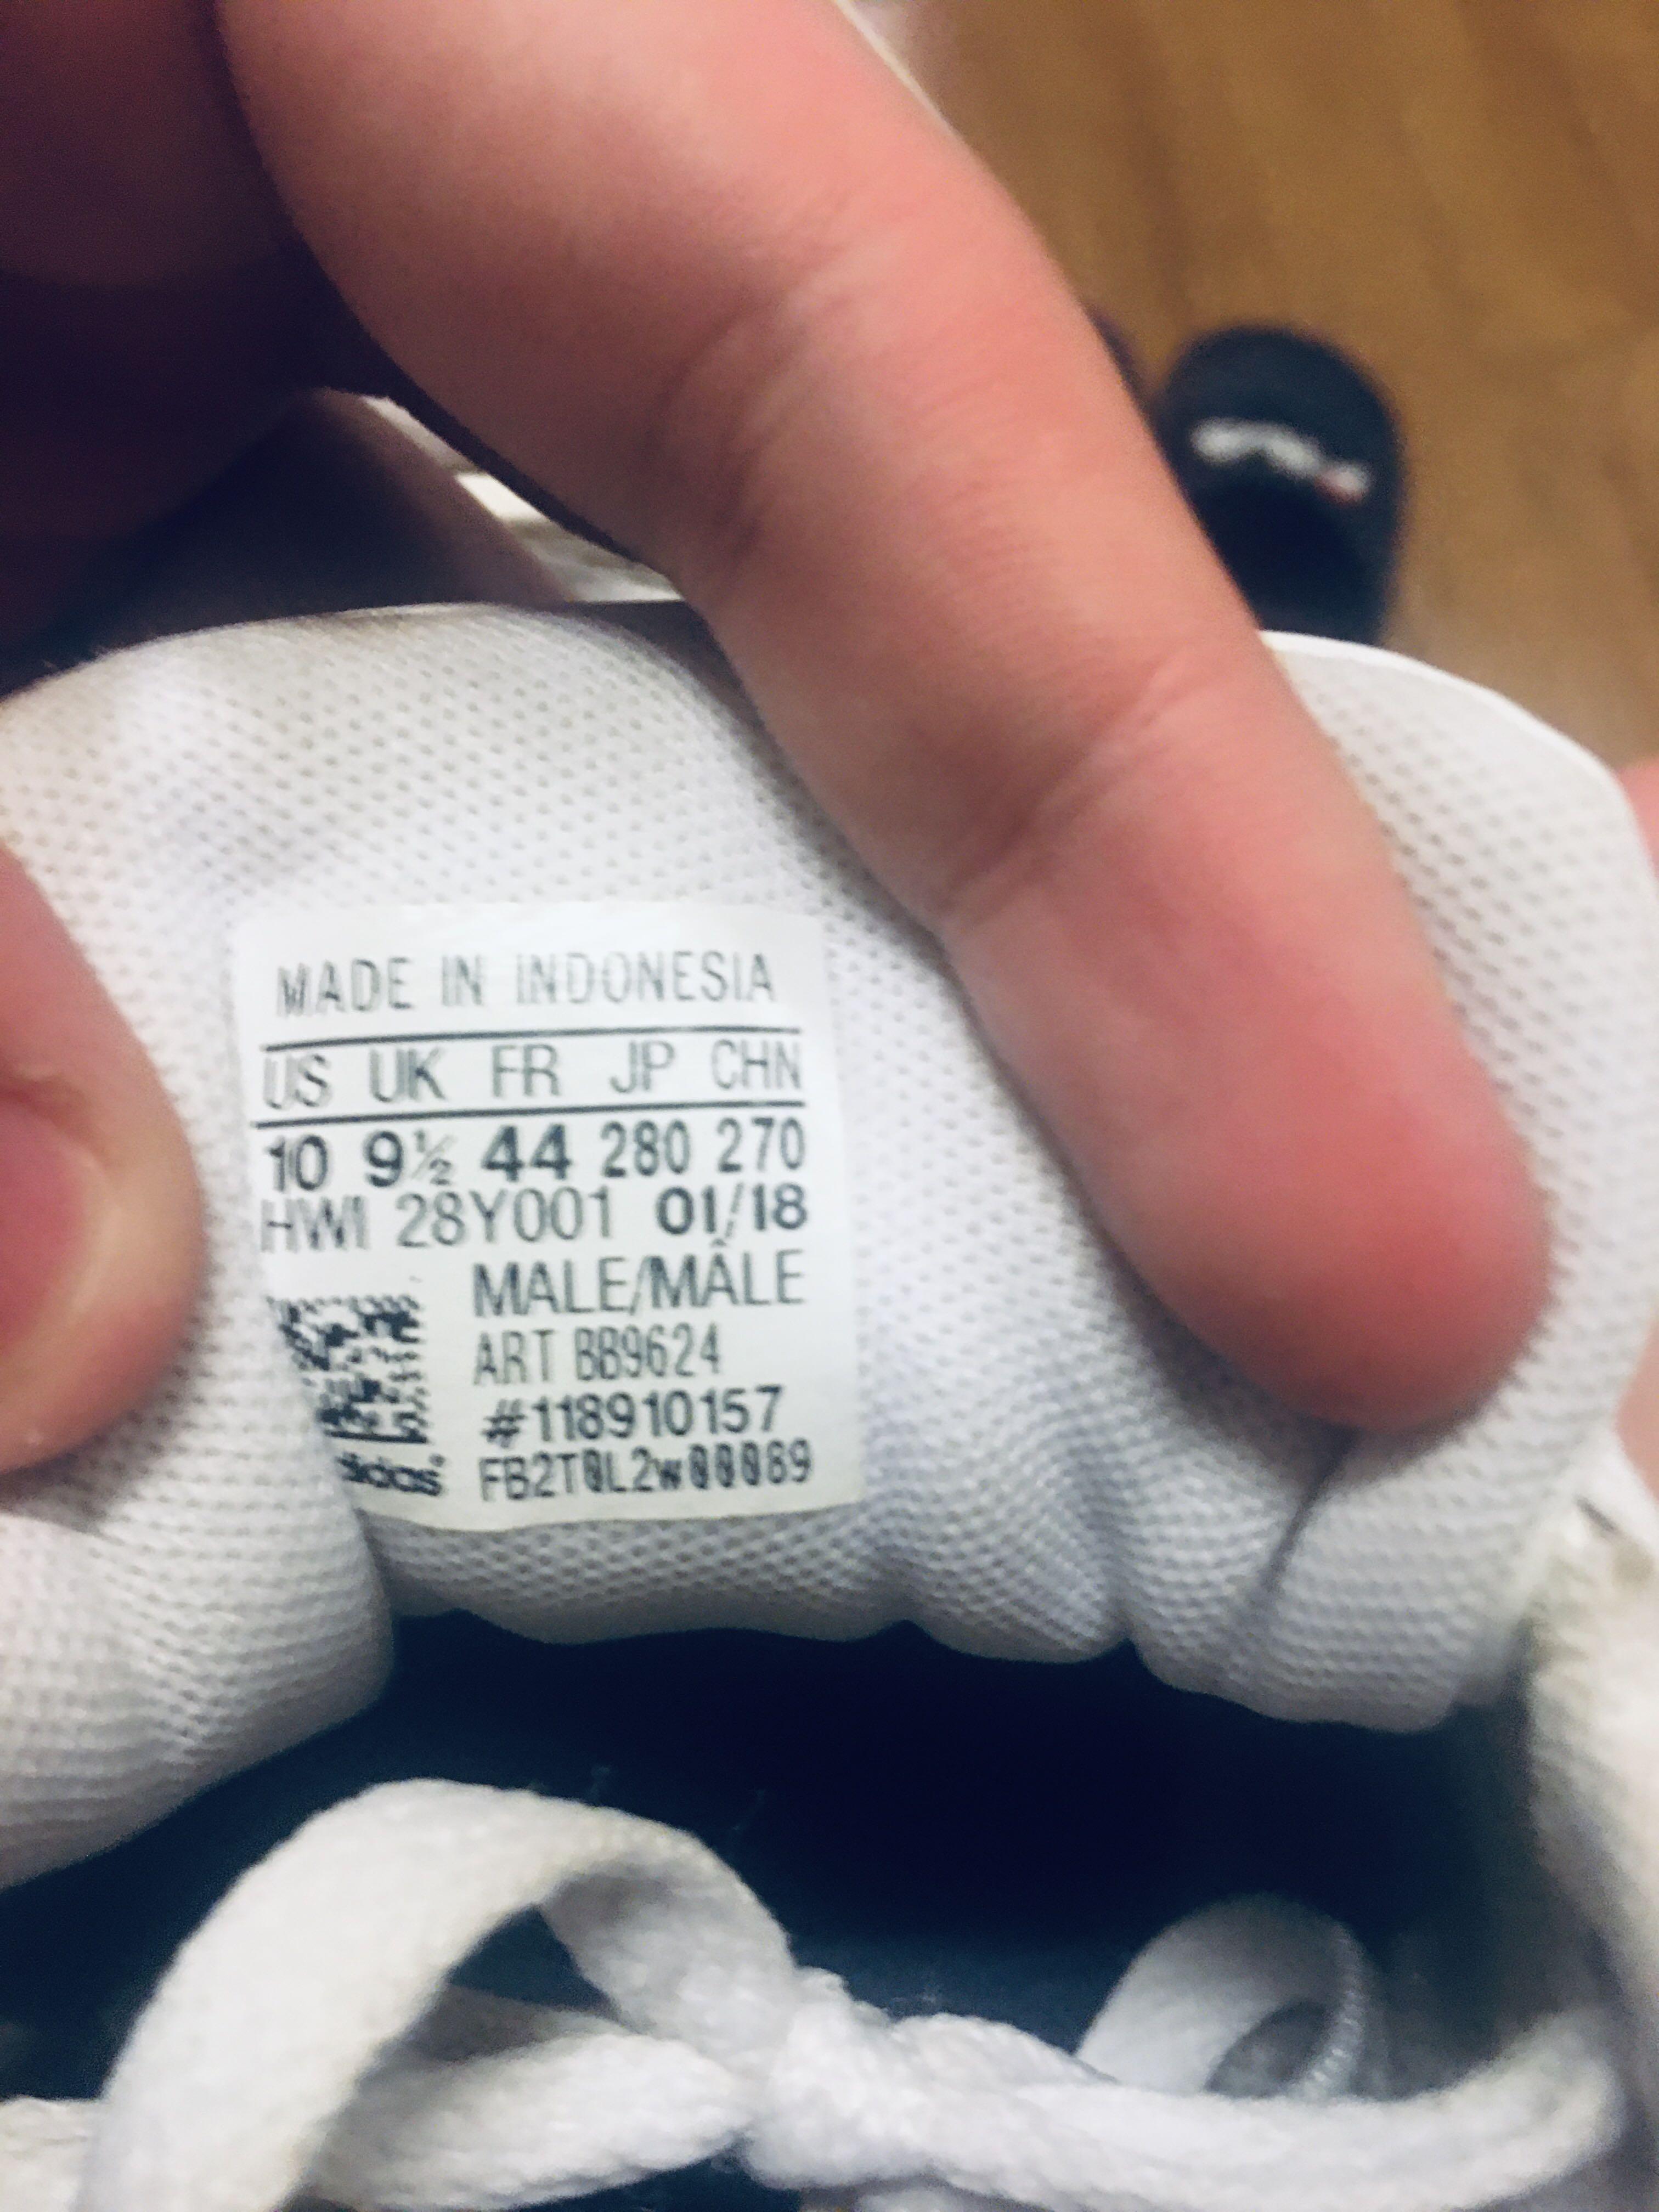 MADE IN INDONESIA
US UK FR JP CHN
10 9½ 44 280 270
HWI 28Y001 01/18
MALE/MÂLE
ART BB9624
#118910157
adidas FB2T0L2w00089